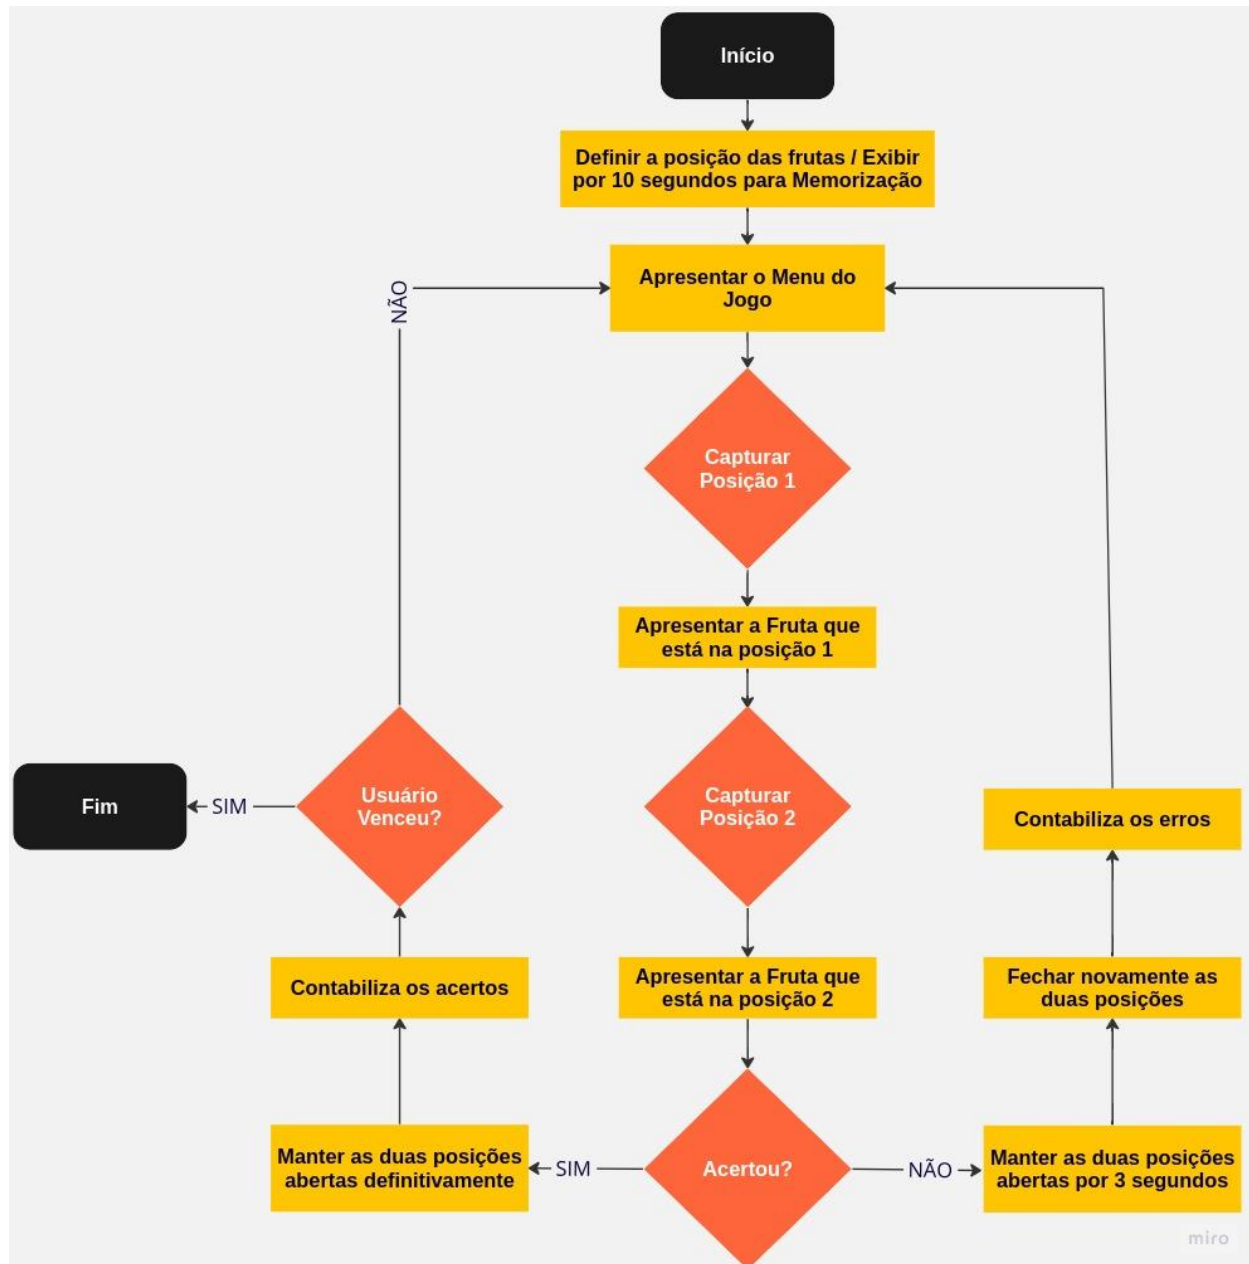 Início
Definir a posição das frutas / Exibir
por 10 segundos para Memorização
Apresentar o Menu do
Jogo
NÃO
Capturar
Posição 1
Apresentar a Fruta que
está na posição 1
Capturar
Posição 2
Apresentar a Fruta que
está na posição 2
Acertou?
SIM
Manter as duas posições
abertas definitivamente
Contabiliza os acertos
Usuário
Venceu?
SIM
Fim
NÃO
Manter as duas posições
abertas por 3 segundos
Fechar novamente as
duas posições
Contabiliza os erros
miro